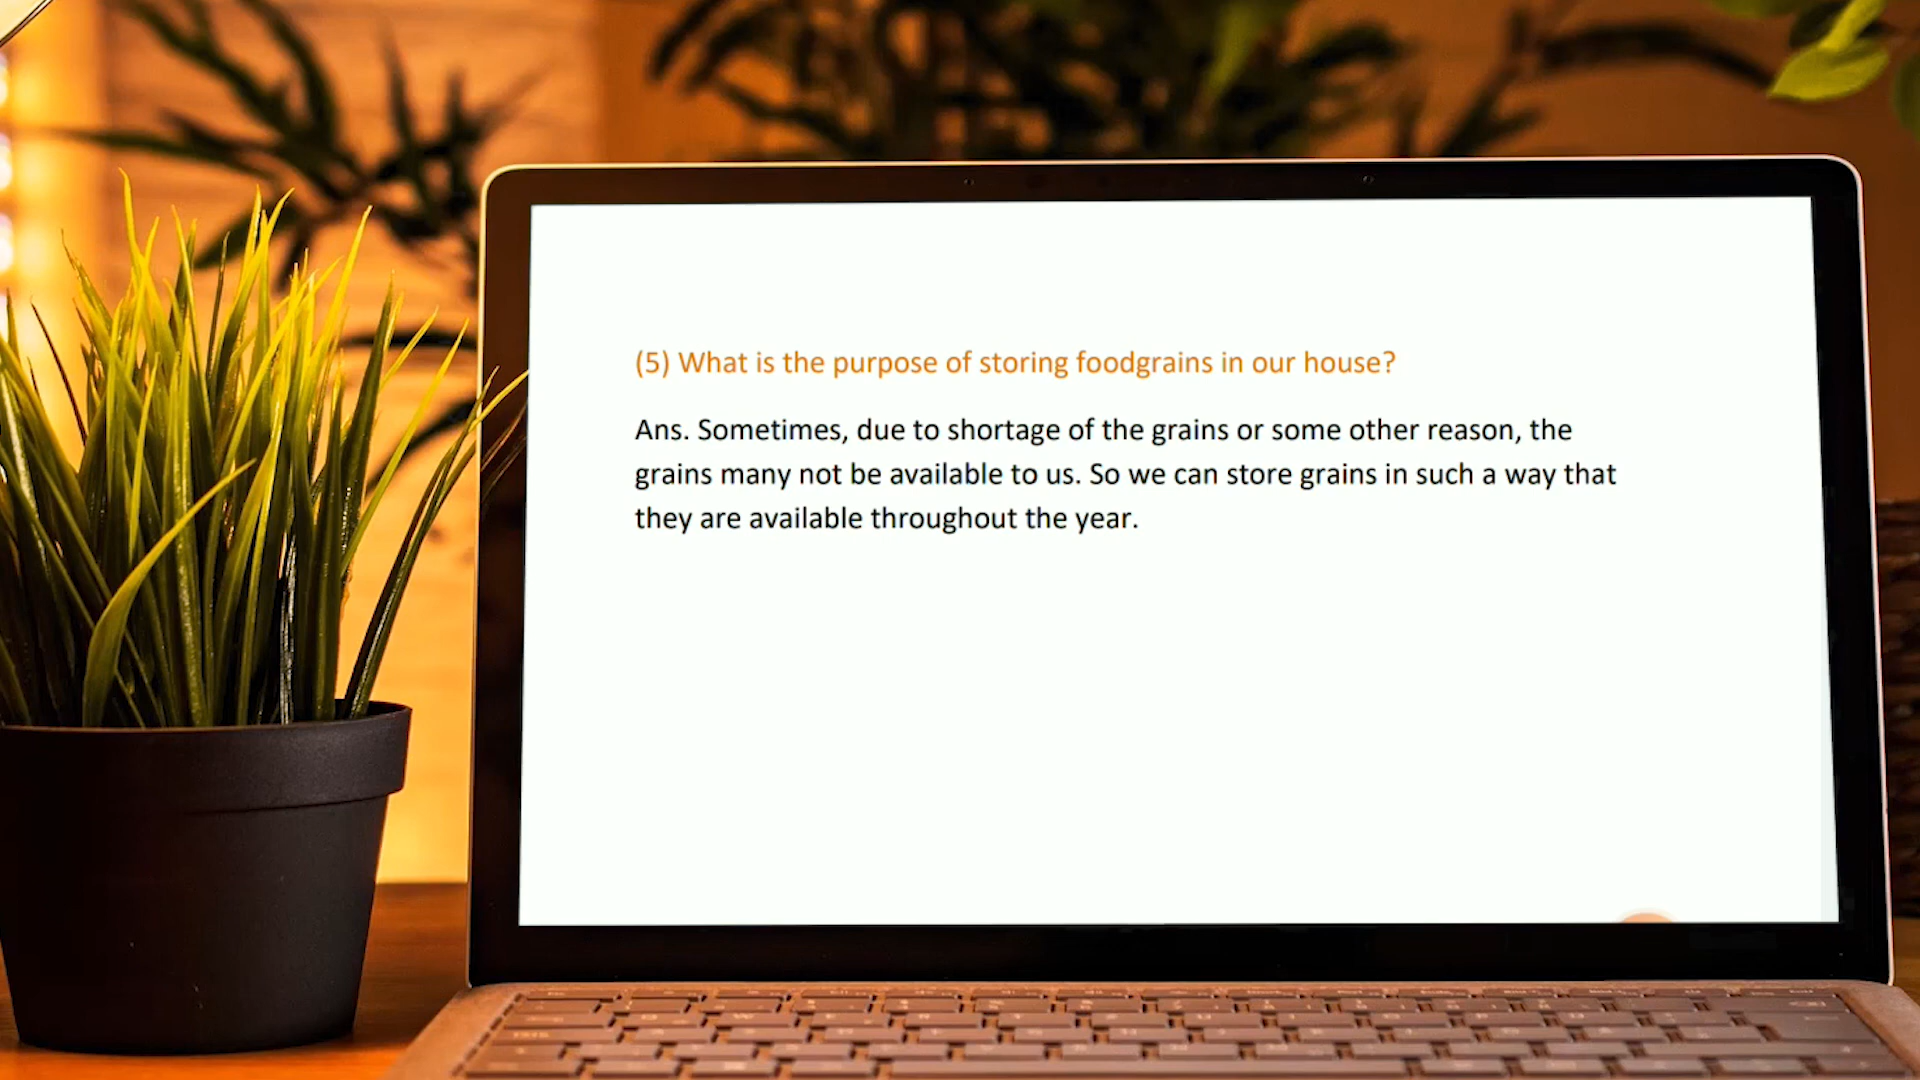 (5) What is the purpose of storing foodgrains in our house?
Ans. Sometimes, due to shortage of the grains or some other reason, the
grains many not be available to us. So we can store grains in such a way that
they are available throughout the year.